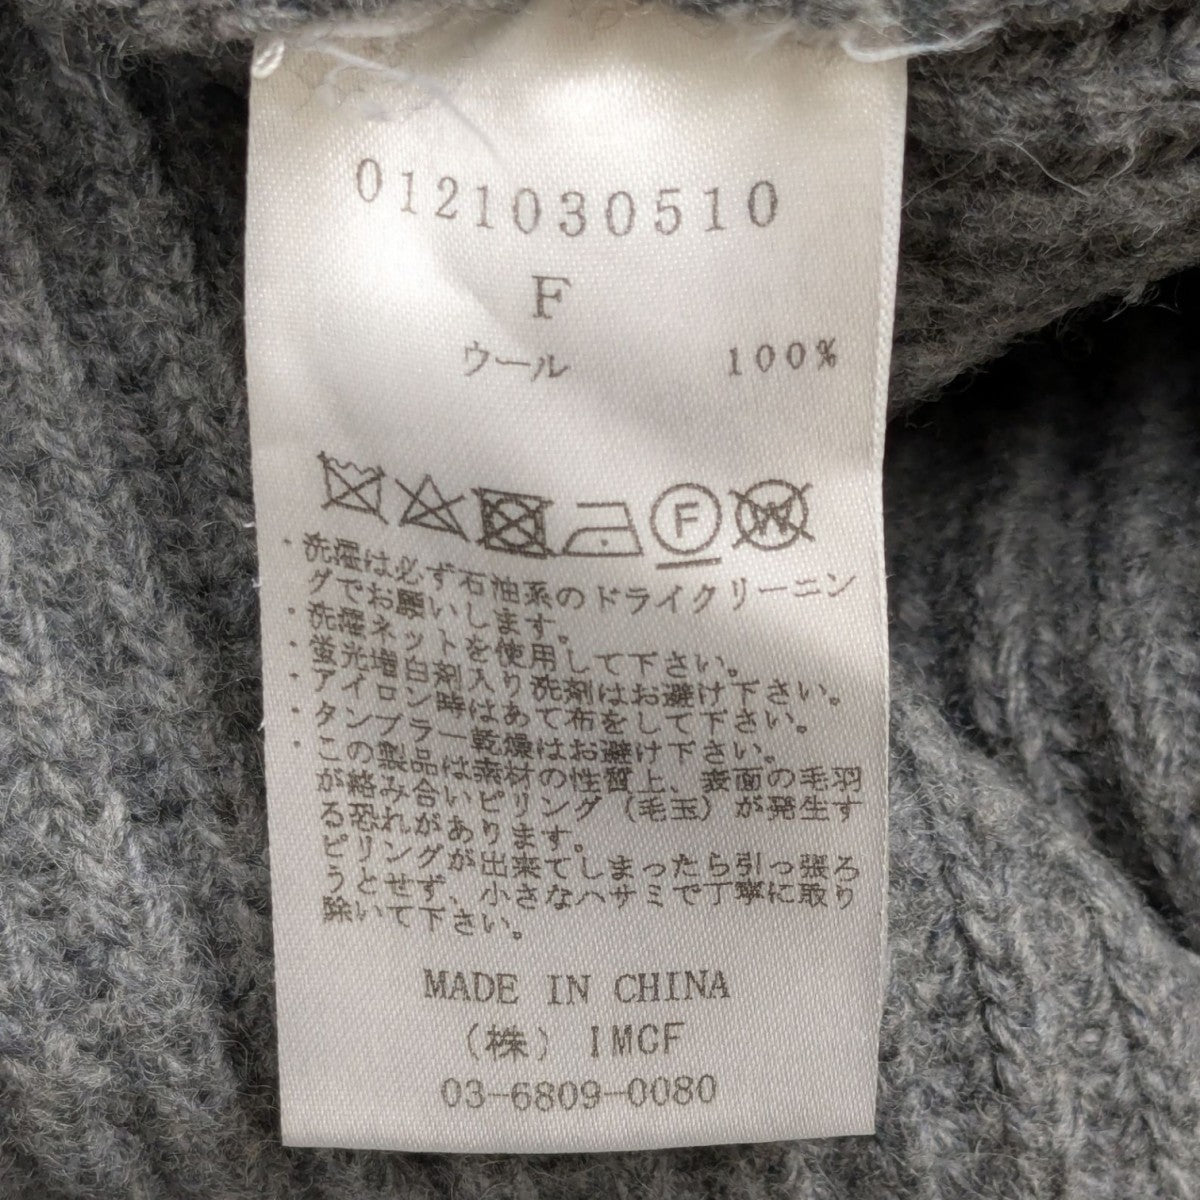 0121030510
F
ウール 100%
F W
・洗濯は必ず石油系のドライクリーニン
グでお願いします。
・洗濯ネットを使用して下さい。
・蛍光増白剤入り洗剤はお避け下さい。
・アイロン時はあて布をして下さい。
・タンブラー乾燥はお避け下さい。
・この製品は素材の性質上、表面の毛羽
が絡み合いピリング（毛玉）が発生す
る恐れがあります。
ピリングが出来てしまったら引っ張ろ
うとせず、小さなハサミで丁寧に取り
除いて下さい。
MADE IN CHINA
（株） IMCF
03-6809-0080